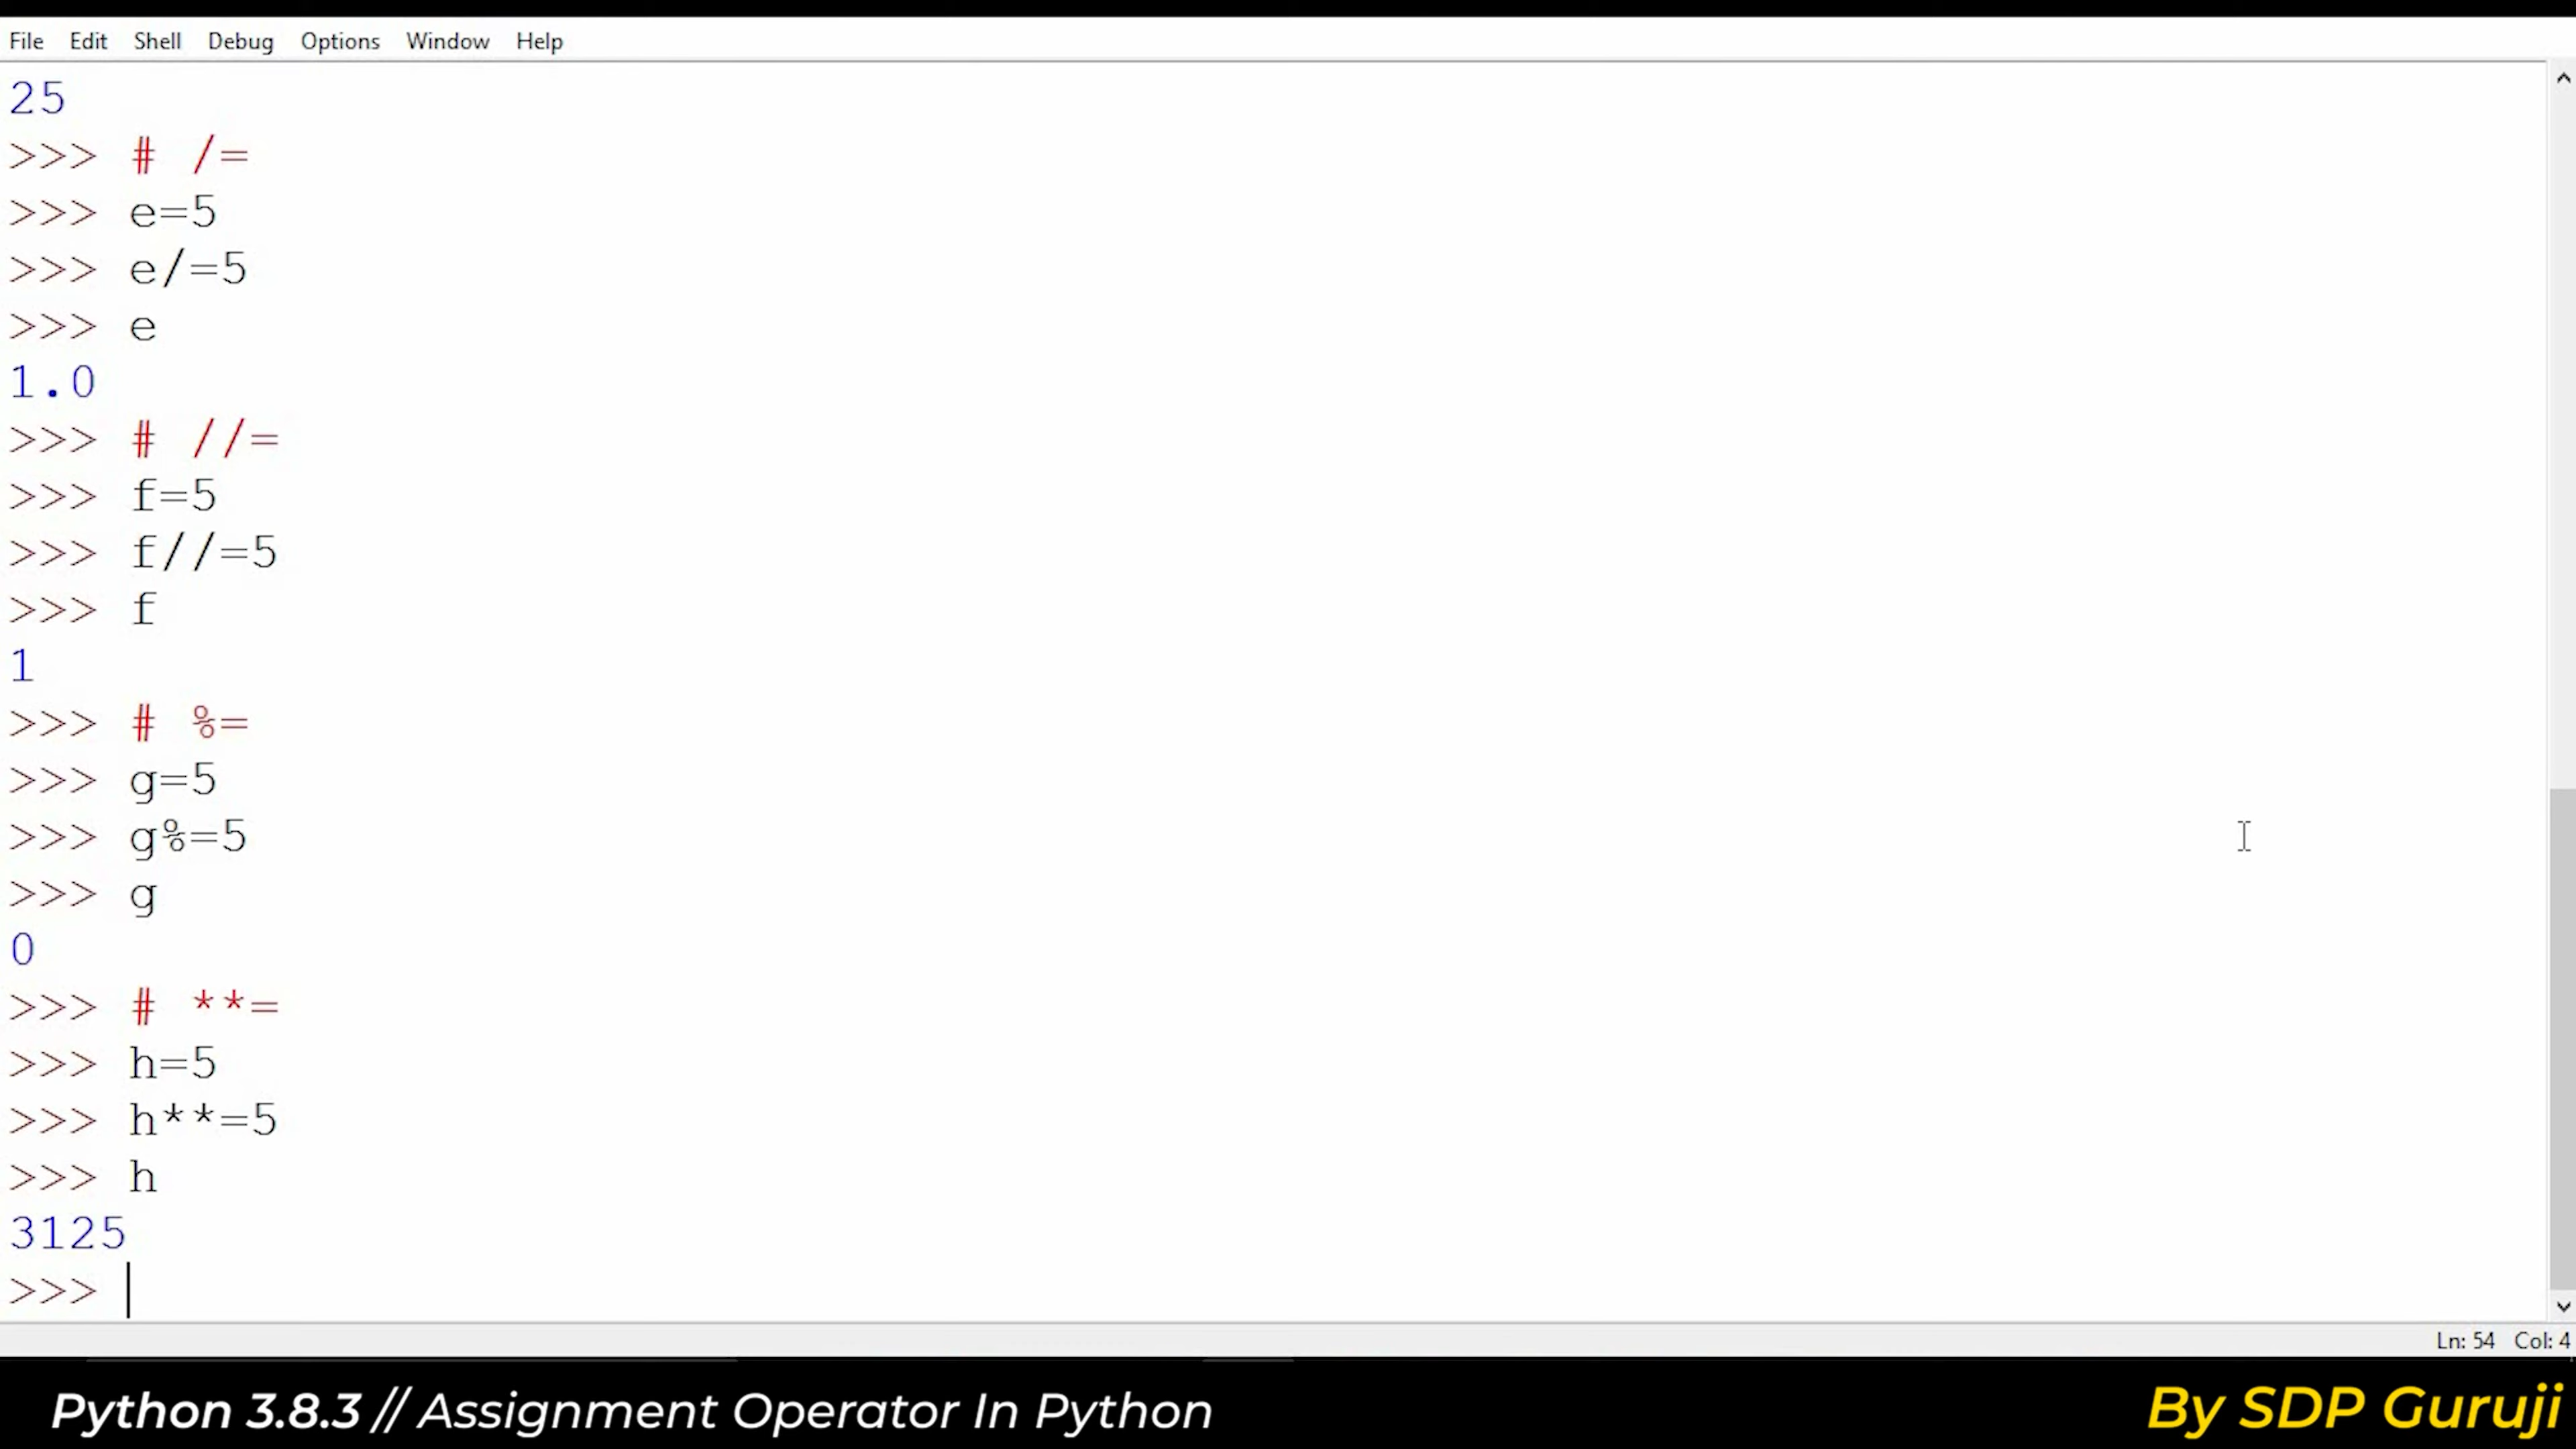 File Edit Shell Debug Options Window Help
25
>>> # /=
>>> e=5
>>> e/=5
>>> e
1.0
>>> # //=
>>> f=5
>>> f//=5
>>> f
1
>>> # %=
>>> g=5
>>> g%=5
>>> g
0
>>> # **=
>>> h=5
>>> h**=5
>>> h
3125
>>>
Ln: 54 Col: 4
Python 3.8.3 // Assignment Operator In Python
By SDP Guruji